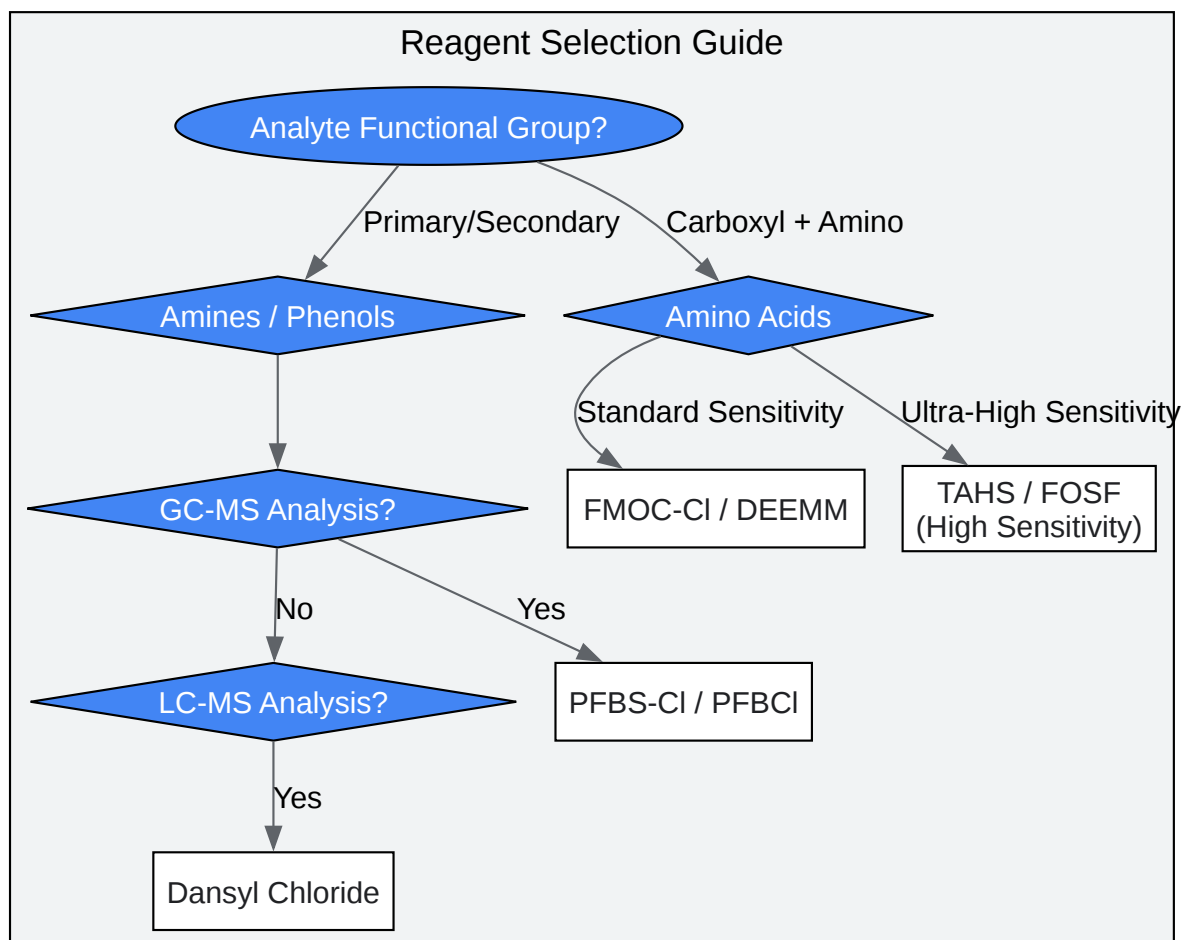 Reagent Selection Guide
Analyte Functional Group?
Primary/Secondary
Carboxyl + Amino
Amines / Phenols
Amino Acids
Standard Sensitivity
Ultra-High Sensitivity
GC-MS Analysis?
FMOC-Cl / DEEMM
TAHS / FOSF
(High Sensitivity)
No
Yes
LC-MS Analysis?
PFBS-Cl / PFBCl
Yes
Dansyl Chloride